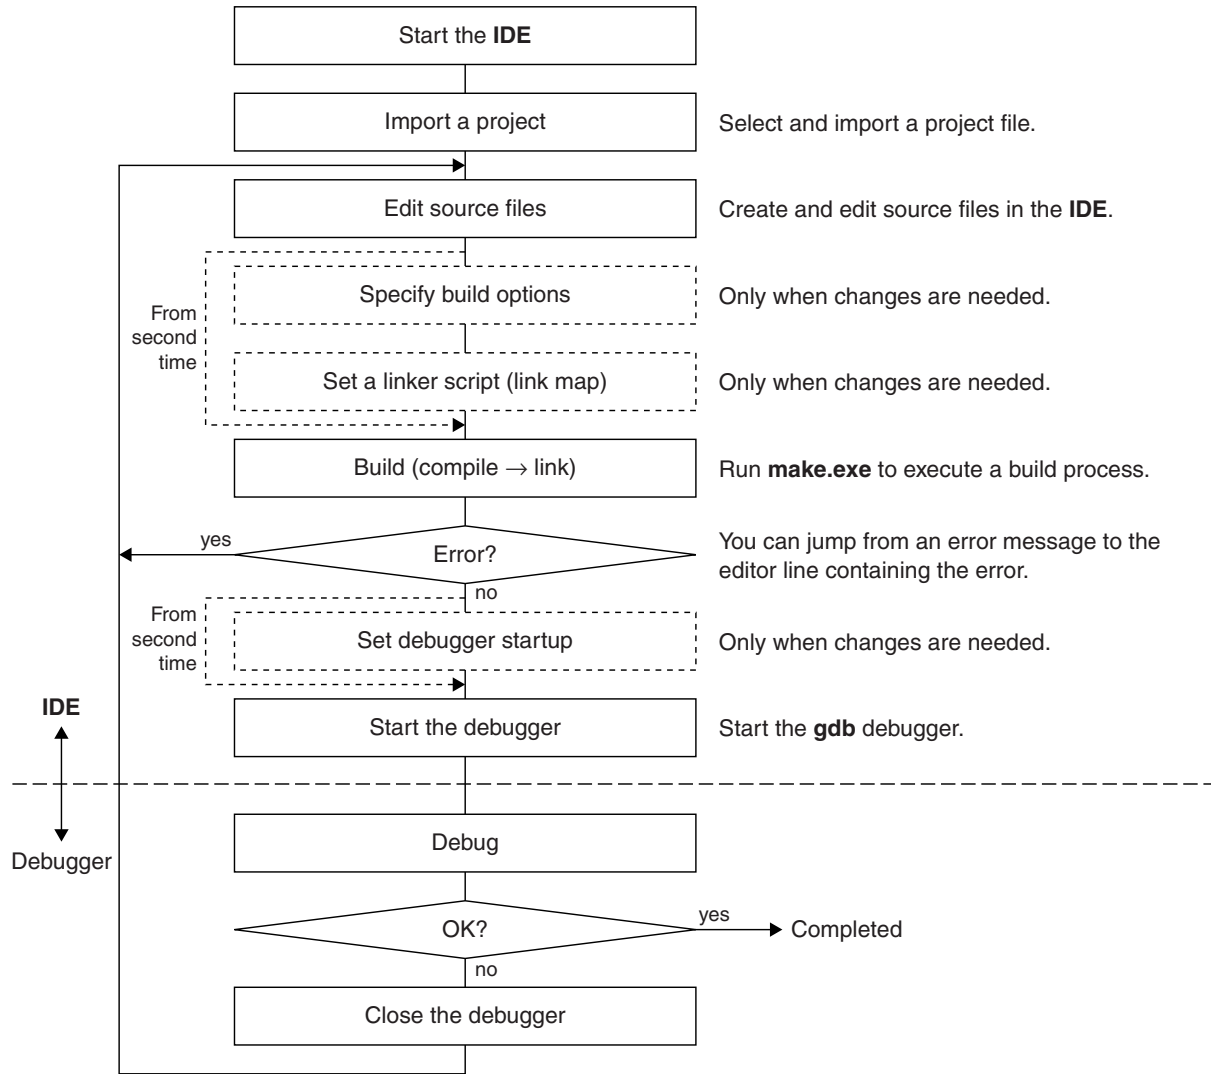 Start the IDE
Import a project
Select and import a project file.
Edit source files
Create and edit source files in the IDE.
From
second
time
Specify build options
Only when changes are needed.
Set a linker script (link map)
Only when changes are needed.
Build (compile → link)
Run make.exe to execute a build process.
yes
Error?
You can jump from an error message to the
editor line containing the error.
no
From
second
time
Set debugger startup
Only when changes are needed.
IDE
Start the debugger
Start the gdb debugger.
Debugger
Debug
OK?
yes
Completed
no
Close the debugger